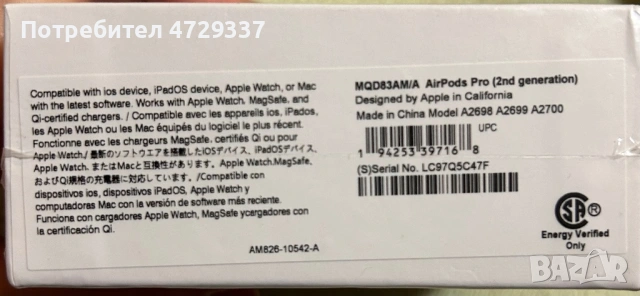 Потребител 4729337
Compatible with ios device, iPadOS device, Apple Watch, or Mac
with the latest software. Works with Apple Watch, MagSafe, and
Qi-certified chargers. / Compatible avec les appareils ios, iPados,
les Apple Watch ou les Mac équipés du logiciel le plus récent.
Fonctionne avec les chargeurs MagSafe, certifiés Qi ou pour
Apple Watch./ 最新のソフトウエアを搭載したiOSデバイス、iPadOSデバイス、
Apple Watch, またはMacと互換性があります。Apple Watch.MagSafe,
およびQi規格の充電器に対応しています。/Compatible con
dispositivos ios, dispositivos iPadOS, Apple Watch y
computadoras Mac con la versión de software más reciente.
Funciona con cargadores Apple Watch, MagSafe ycargadores con
la certificación Qi.
AM826-10542-A
MQD83AM/A AirPods Pro (2nd generation)
Designed by Apple in California
Made in China Model A2698 A2699 A2700
UPC
1 94253 39716 8
(S)Serial No. LC97Q5C47F
SA ®
Energy Verified
Only
БАЗАР